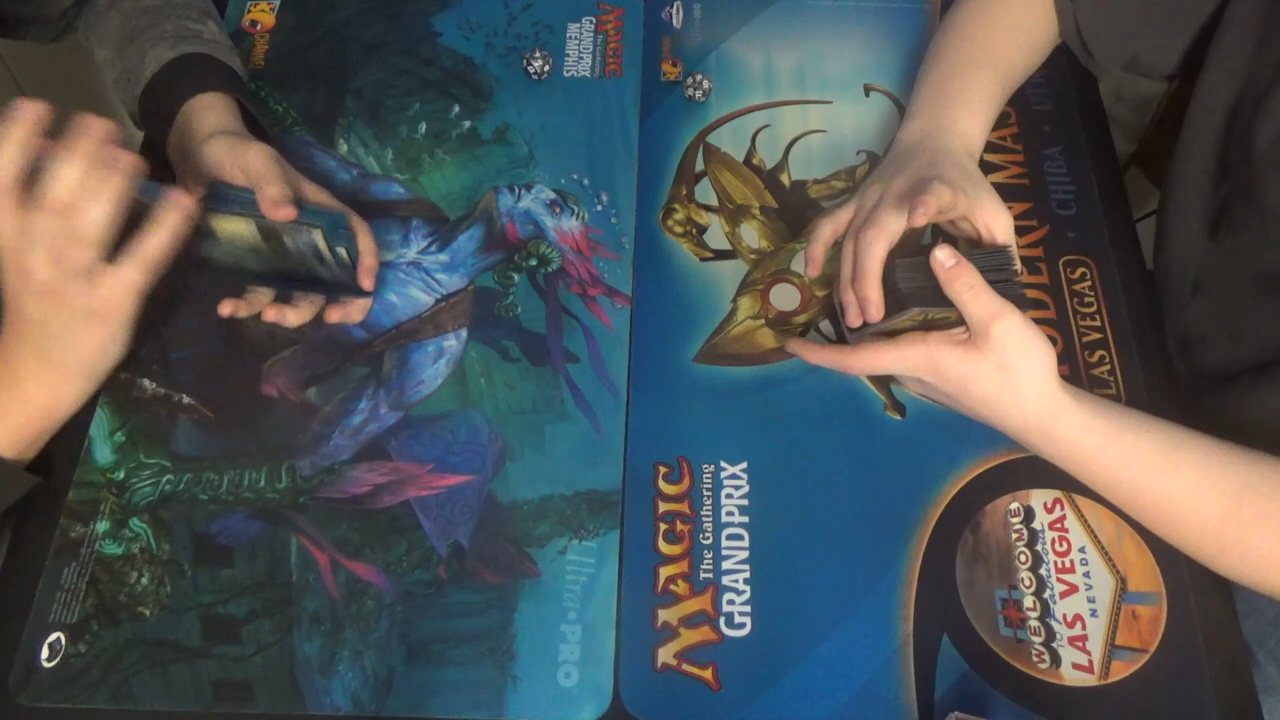 MAGIC
The Gathering
GRAND PRIX
MEMPHIS
Ultra•PRO
MAGIC
The Gathering
GRAND PRIX
MODERN MAS
LAS VEGAS
• CHIBA •
WELCOME
TO Fabulous
LAS VEGAS
NEVADA